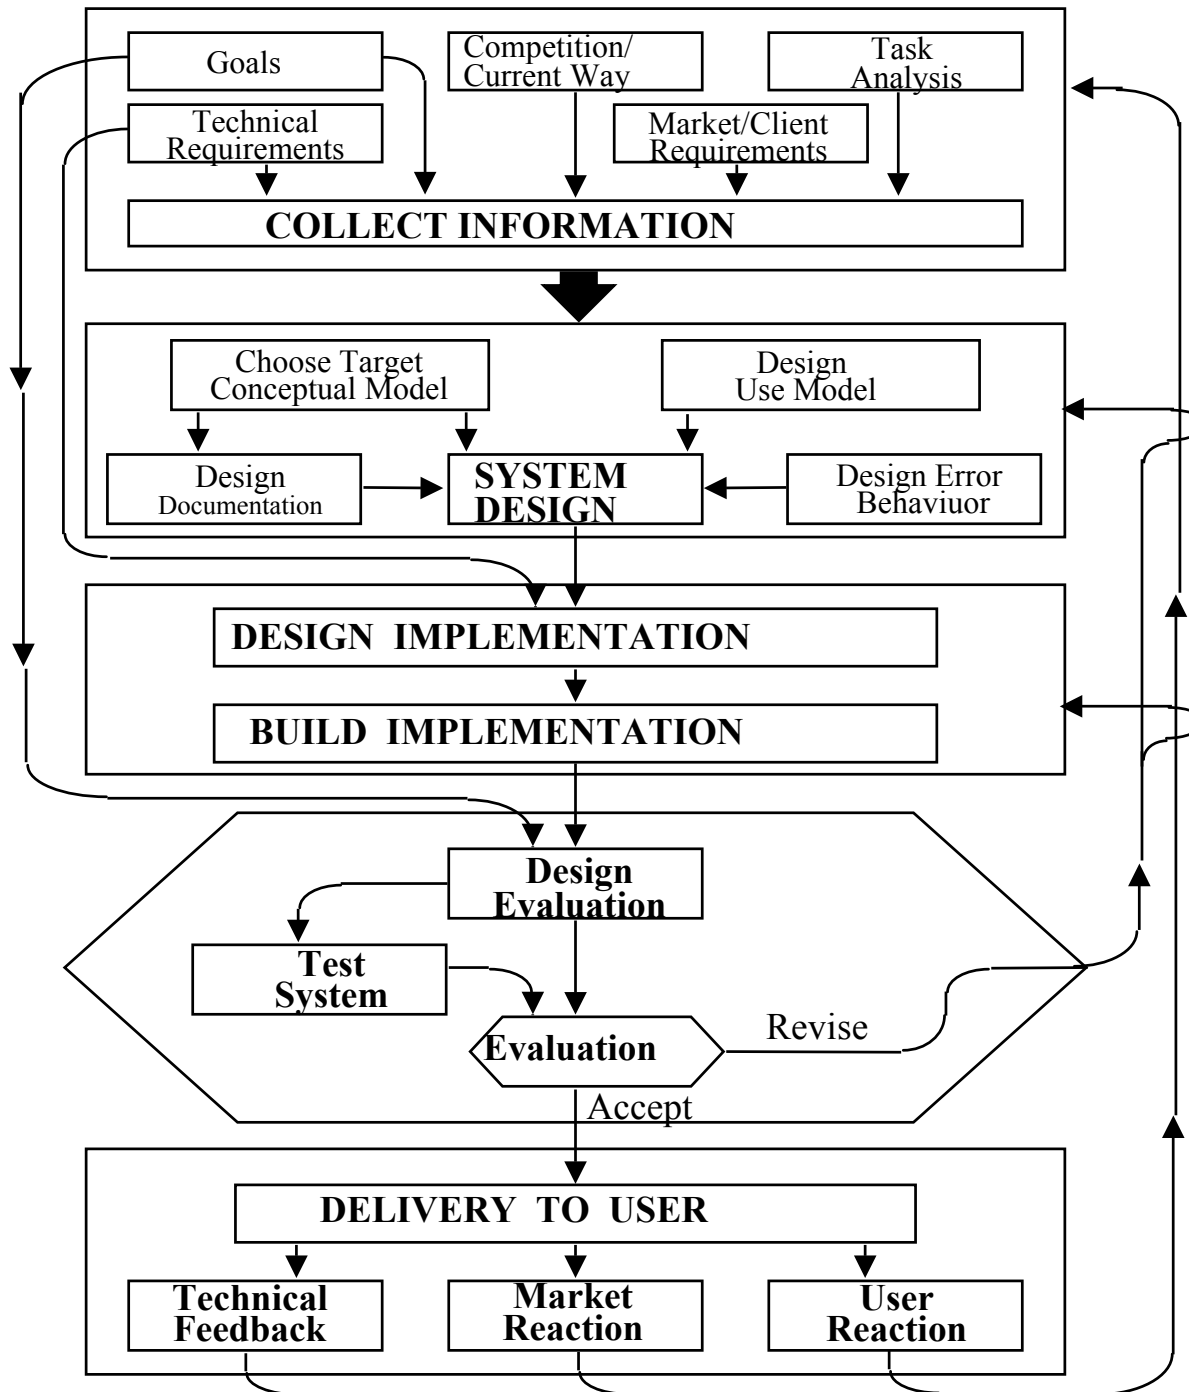 Goals
Competition/
Current Way
Task
Analysis
Technical
Requirements
Market/Client
Requirements
COLLECT INFORMATION
Choose Target
Conceptual Model
Design
Use Model
Design
Documentation
SYSTEM
DESIGN
Design Error
Behaviuor
DESIGN IMPLEMENTATION
BUILD IMPLEMENTATION
Design
Evaluation
Test
System
Evaluation
Revise
Accept
DELIVERY TO USER
Technical
Feedback
Market
Reaction
User
Reaction